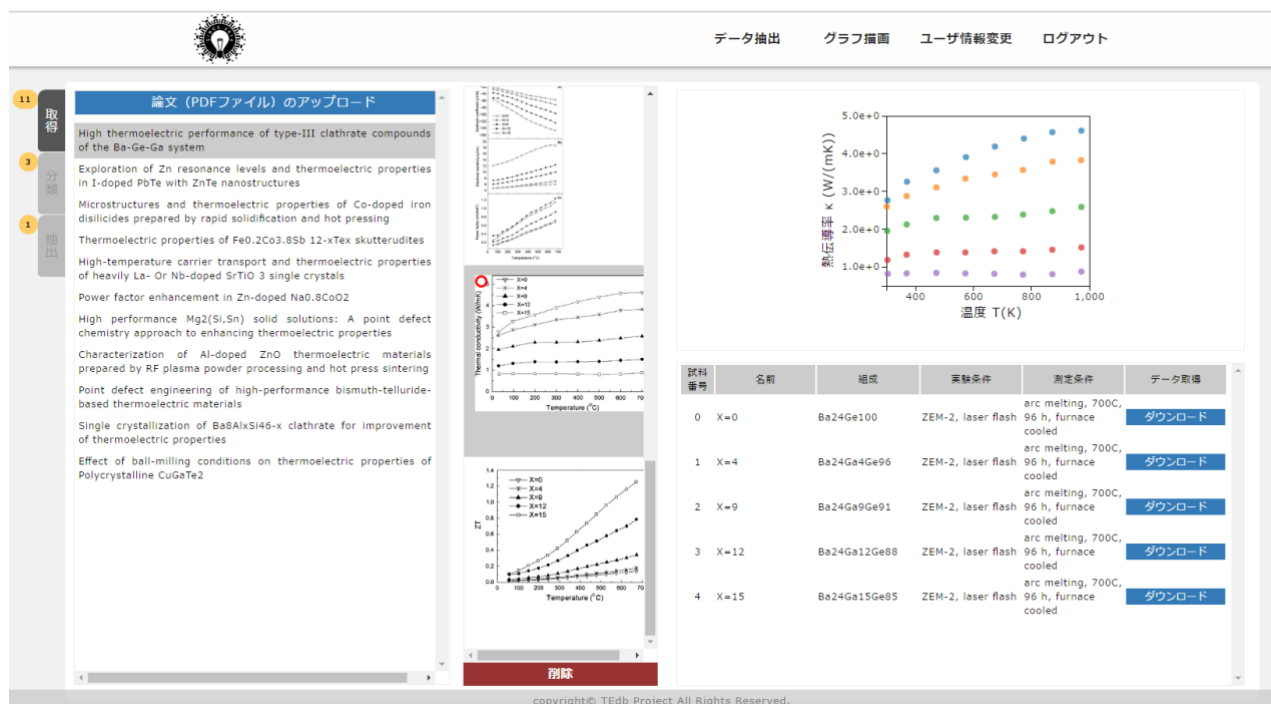 データ抽出 グラフ描画 ユーザ情報変更 ログアウト
11
取得
3
分類
1
抽出
論文（PDFファイル）のアップロード
High thermoelectric performance of type-III clathrate compounds
of the Ba-Ge-Ga system
Exploration of Zn resonance levels and thermoelectric properties
in I-doped PbTe with ZnTe nanostructures
Microstructures and thermoelectric properties of Co-doped iron
disilicides prepared by rapid solidification and hot pressing
Thermoelectric properties of Fe0.2Co3.8Sb 12-xTex skutterudites
High-temperature carrier transport and thermoelectric properties
of heavily La- Or Nb-doped SrTiO 3 single crystals
Power factor enhancement in Zn-doped Na0.8CoO2
High performance Mg2(Si,Sn) solid solutions: A point defect
chemistry approach to enhancing thermoelectric properties
Characterization of Al-doped ZnO thermoelectric materials
prepared by RF plasma powder processing and hot press sintering
Point defect engineering of high-performance bismuth-telluride-
based thermoelectric materials
Single crystallization of Ba8AlxSi46-x clathrate for improvement
of thermoelectric properties
Effect of ball-milling conditions on thermoelectric properties of
Polycrystalline CuGaTe2
X=0
X=4
X=9
X=12
X=15
Thermal conductivity (W/mK)
5
4
3
2
1
0
0 100 200 300 400 500 600 70
Temperature (°C)
X=0
X=4
X=9
X=12
X=15
ZT
1.4
1.2
1.0
0.8
0.6
0.4
0.2
0.0
0 100 200 300 400 500 600 70
Temperature (°C)
削除
熱伝導率 κ (W/(mK))
5.0e+0
4.0e+0
3.0e+0
2.0e+0
1.0e+0
400 600 800 1,000
温度 T(K)
試料番号 名前 組成 実験条件 測定条件 データ取得
0 X=0 Ba24Ge100 ZEM-2, laser flash arc melting, 700C, 96 h, furnace cooled ダウンロード
1 X=4 Ba24Ga4Ge96 ZEM-2, laser flash arc melting, 700C, 96 h, furnace cooled ダウンロード
2 X=9 Ba24Ga9Ge91 ZEM-2, laser flash arc melting, 700C, 96 h, furnace cooled ダウンロード
3 X=12 Ba24Ga12Ge88 ZEM-2, laser flash arc melting, 700C, 96 h, furnace cooled ダウンロード
4 X=15 Ba24Ga15Ge85 ZEM-2, laser flash arc melting, 700C, 96 h, furnace cooled ダウンロード
copyright© TEdb Project All Rights Reserved.